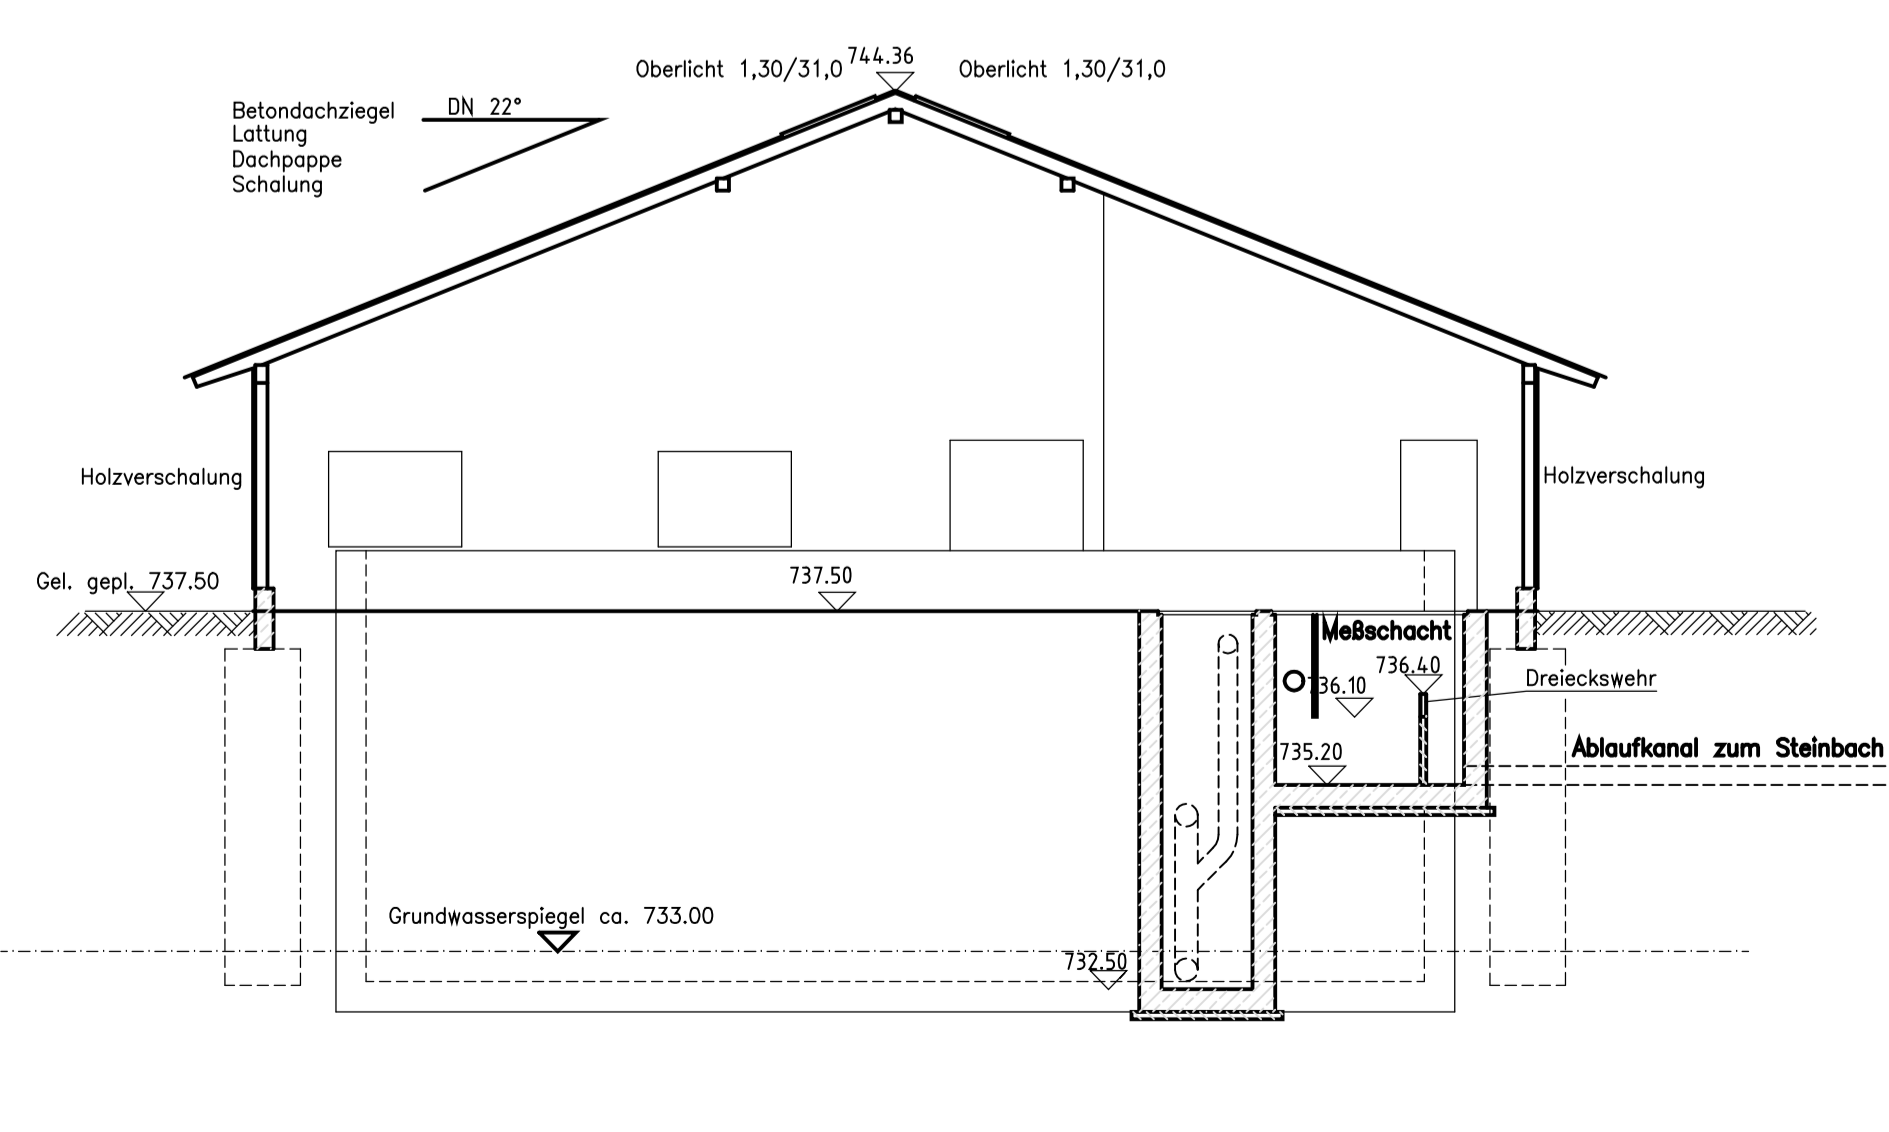 Oberlicht 1,30/31,0
744.36
Oberlicht 1,30/31,0
Betondachziegel
DN 22°
Lattung
Dachpappe
Schalung
Holzverschalung
Holzverschalung
Gel. gepl. 737.50
737.50
Meßschacht
736.40
736.10
Dreieckswehr
735.20
Ablaufkanal zum Steinbach
Grundwasserspiegel ca. 733.00
732.50